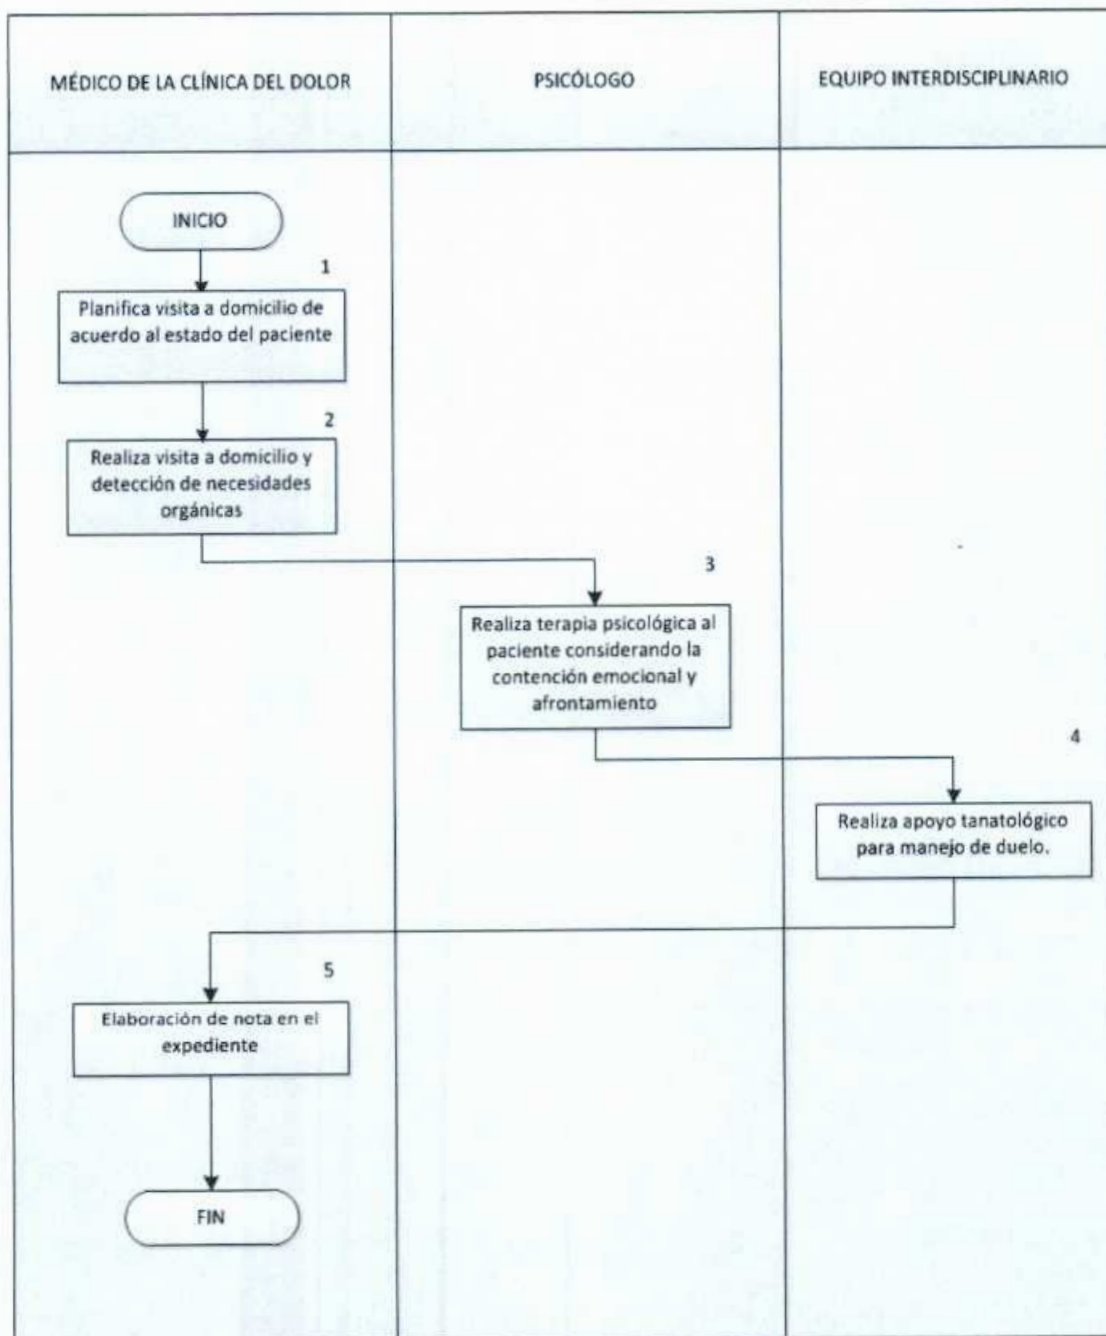 MÉDICO DE LA CLÍNICA DEL DOLOR
PSICÓLOGO
EQUIPO INTERDISCIPLINARIO
INICIO
1
Planifica visita a domicilio de
acuerdo al estado del paciente
2
Realiza visita a domicilio y
detección de necesidades
orgánicas
3
Realiza terapia psicológica al
paciente considerando la
contención emocional y
afrontamiento
4
Realiza apoyo tanatológico
para manejo de duelo.
5
Elaboración de nota en el
expediente
FIN